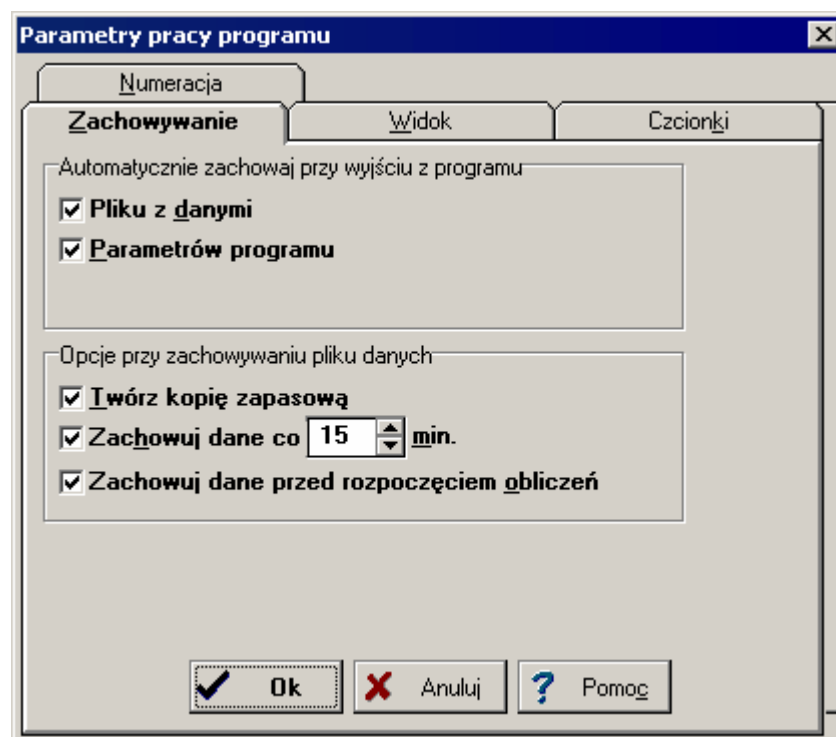 Parametry pracy programu
Numeracja
Zachowywanie Widok Czcionki
Automatycznie zachowaj przy wyjściu z programu
Pliku z danymi
Parametrów programu
Opcje przy zachowywaniu pliku danych
Twórz kopię zapasową
Zachowuj dane co 15 min.
Zachowuj dane przed rozpoczęciem obliczeń
Ok Anuluj ? Pomoc